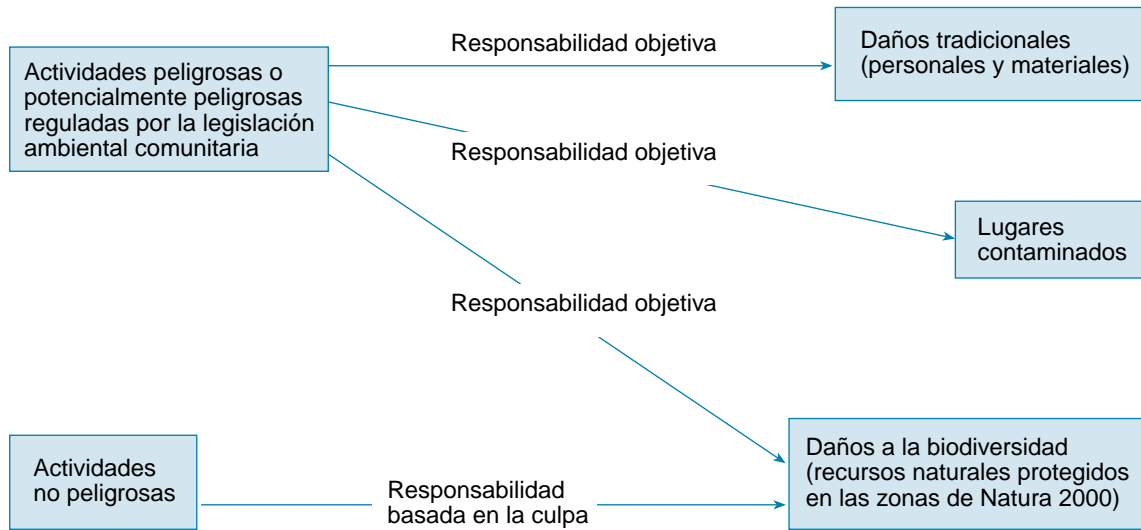 Responsabilidad objetiva
Daños tradicionales
(personales y materiales)
Actividades peligrosas o
potencialmente peligrosas
reguladas por la legislación
ambiental comunitaria
Responsabilidad objetiva
Lugares
contaminados
Responsabilidad objetiva
Daños a la biodiversidad
(recursos naturales protegidos
en las zonas de Natura 2000)
Actividades
no peligrosas
Responsabilidad
basada en la culpa